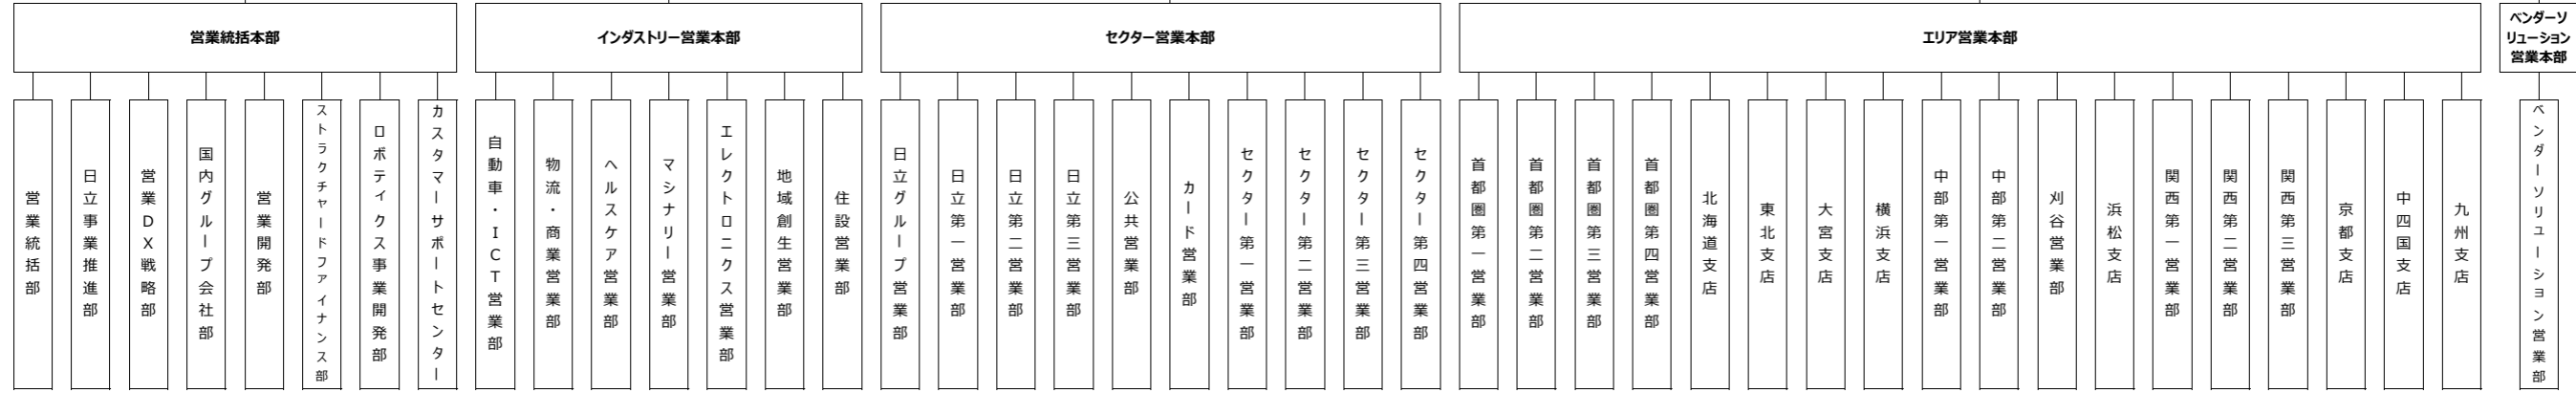 営業統括本部
インダストリー営業本部
セクター営業本部
エリア営業本部
ベンダーソ
リューション
営業本部
営業統括部
日立事業推進部
営業DX戦略部
国内グループ会社部
営業開発部
ストラクチャードファイナンス部
ロボティクス事業開発部
カスタマーサポートセンター
自動車・ICT営業部
物流・商業営業部
ヘルスケア営業部
マシナリー営業部
エレクトロニクス営業部
地域創生営業部
住設営業部
日立グループ営業部
日立第一営業部
日立第二営業部
日立第三営業部
公共営業部
カード営業部
セクター第一営業部
セクター第二営業部
セクター第三営業部
セクター第四営業部
首都圏第一営業部
首都圏第二営業部
首都圏第三営業部
首都圏第四営業部
北海道支店
東北支店
大宮支店
横浜支店
中部第一営業部
中部第二営業部
刈谷営業部
浜松支店
関西第一営業部
関西第二営業部
関西第三営業部
京都支店
中四国支店
九州支店
ベンダーソリューション営業部